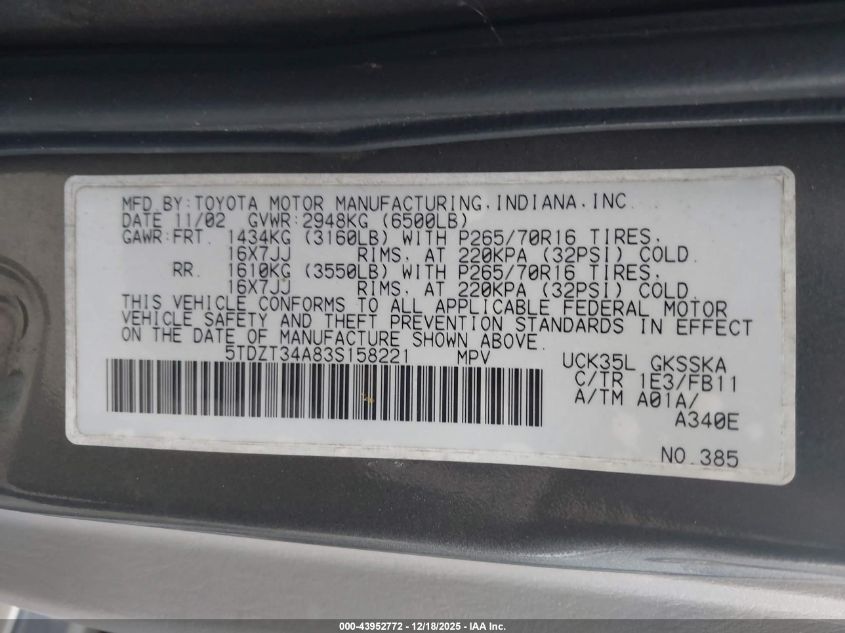 MFD BY:TOYOTA MOTOR MANUFACTURING,INDIANA,INC.
DATE 11/02 GVWR:2948KG (6500LB)
GAWR:FRT. 1434KG (3160LB) WITH P265/70R16 TIRES,
16X7JJ RIMS, AT 220KPA (32PSI) COLD.
RR. 1610KG (3550LB) WITH P265/70R16 TIRES,
16X7JJ RIMS, AT 220KPA (32PSI) COLD.
THIS VEHICLE CONFORMS TO ALL APPLICABLE FEDERAL MOTOR
VEHICLE SAFETY AND THEFT PREVENTION STANDARDS IN EFFECT
ON THE DATE OF MANUFACTURE SHOWN ABOVE.
5TDZT34A83S158221 MPV
UCK35L GKSSKA
C/TR 1E3/FB11
A/TM A01A/
A340E
NO.385
000-43952772 - 12/18/2025 - IAA Inc.